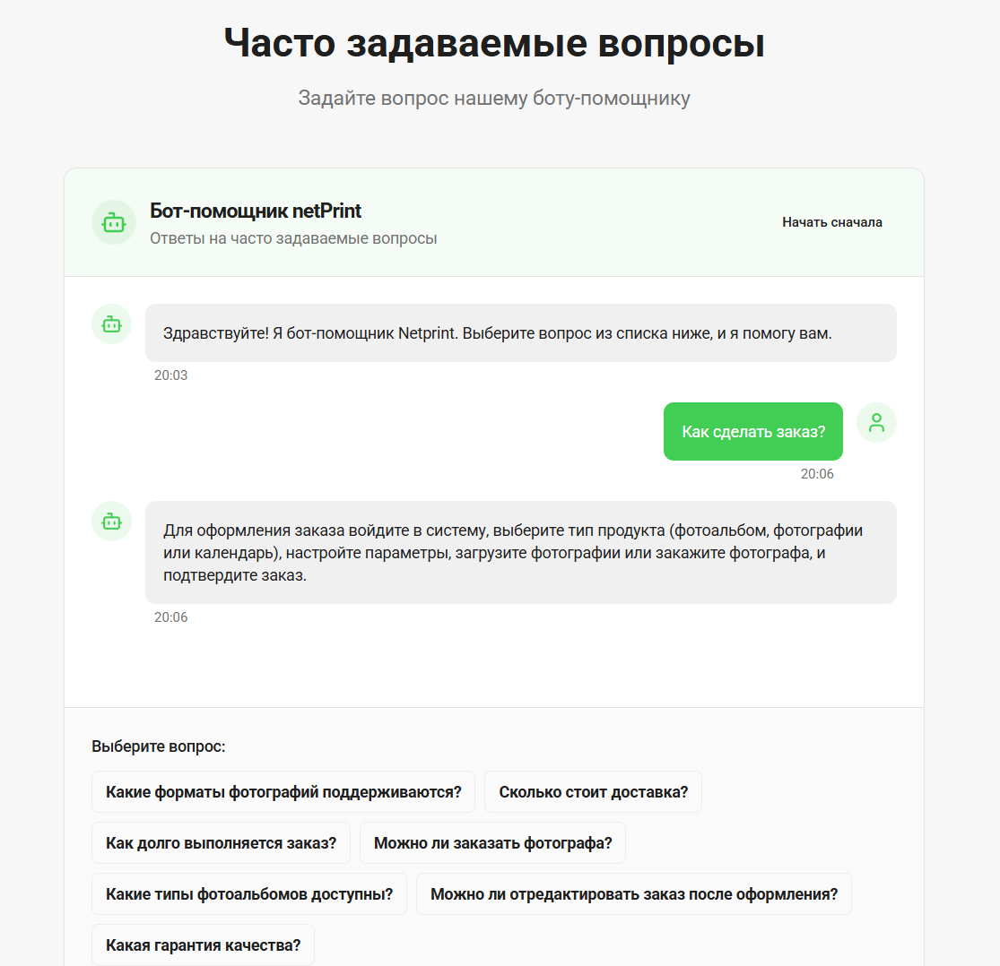 Часто задаваемые вопросы
Задайте вопрос нашему боту-помощнику
Бот-помощник netPrint
Ответы на часто задаваемые вопросы
Начать сначала
Здравствуйте! Я бот-помощник Netprint. Выберите вопрос из списка ниже, и я помогу вам.
20:03
Как сделать заказ?
20:06
Для оформления заказа войдите в систему, выберите тип продукта (фотоальбом, фотографии
или календарь), настройте параметры, загрузите фотографии или закажите фотографа, и
подтвердите заказ.
20:06
Выберите вопрос:
Какие форматы фотографий поддерживаются?
Сколько стоит доставка?
Как долго выполняется заказ?
Можно ли заказать фотографа?
Какие типы фотоальбомов доступны?
Можно ли отредактировать заказ после оформления?
Какая гарантия качества?